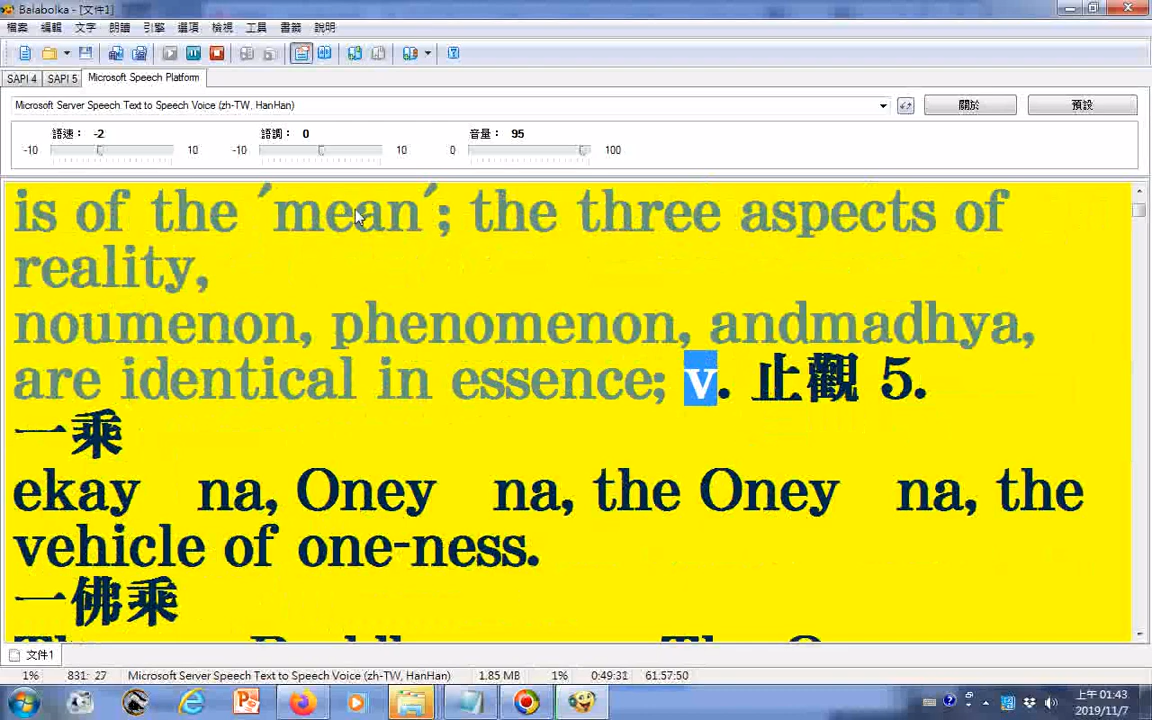 Balabolka - [文件1]
檔案 編輯 文字 朗讀 引擎 選項 檢視 工具 書籤 說明
SAPI 4 SAPI 5 Microsoft Speech Platform
Microsoft Server Speech Text to Speech Voice (zh-TW, HanHan) 關於 預設
語速： -2 語調： 0 音量： 95
-10 10 -10 10 0 100
is of the ′mean′; the three aspects of
reality,
noumenon, phenomenon, andmadhya,
are identical in essence; v. 止觀 5.
一乘
ekay na, Oney na, the Oney na, the
vehicle of one-ness.
一佛乘
文件1
1% 831: 27 Microsoft Server Speech Text to Speech Voice (zh-TW, HanHan) 1.85 MB 1% 0:49:31 61:57:50
上午 01:43
2019/11/7